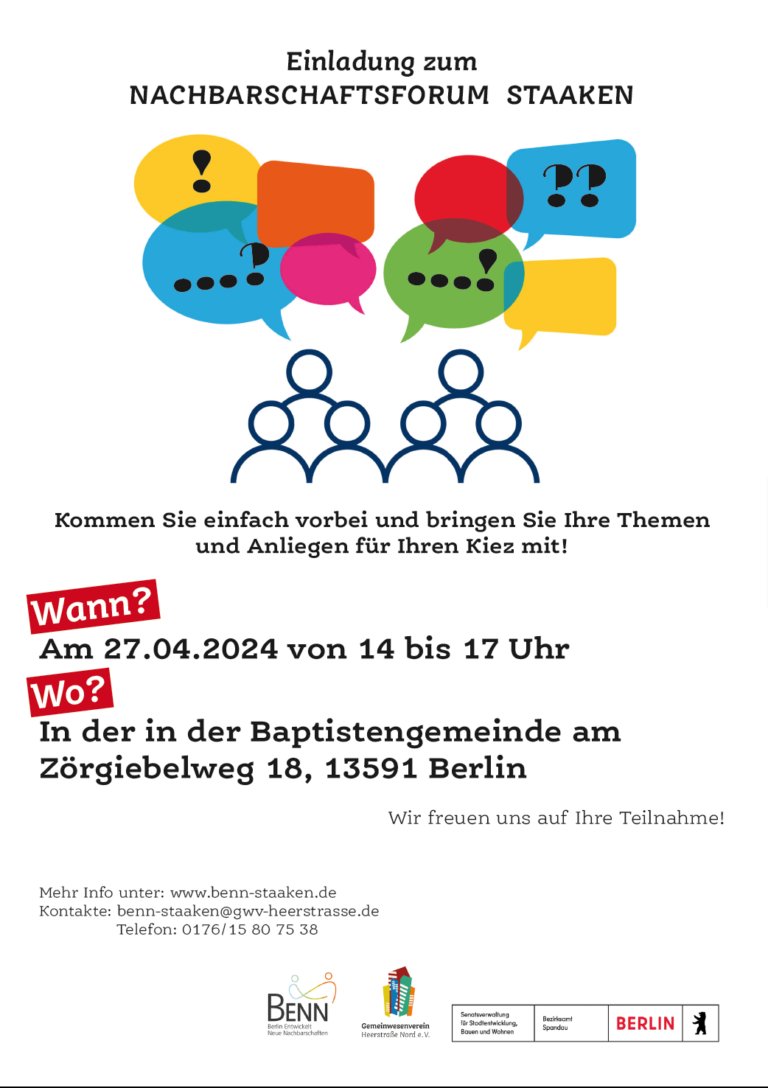 Einladung zum
NACHBARSCHAFTSFORUM STAAKEN
!
??
....?
....!
Kommen Sie einfach vorbei und bringen Sie Ihre Themen
und Anliegen für Ihren Kiez mit!
Wann?
Am 27.04.2024 von 14 bis 17 Uhr
Wo?
In der in der Baptistengemeinde am
Zörgiebelweg 18, 13591 Berlin
Wir freuen uns auf Ihre Teilnahme!
Mehr Info unter: www.benn-staaken.de
Kontakte: benn-staaken@gwv-heerstrasse.de
Telefon: 0176/15 80 75 38
BENN
Berlin Entwickelt
Neue Nachbarschaften
Gemeinwesenverein
Heerstraße Nord e.V.
Senatsverwaltung
für Stadtentwicklung,
Bauen und Wohnen
Bezirksamt
Spandau
BERLIN